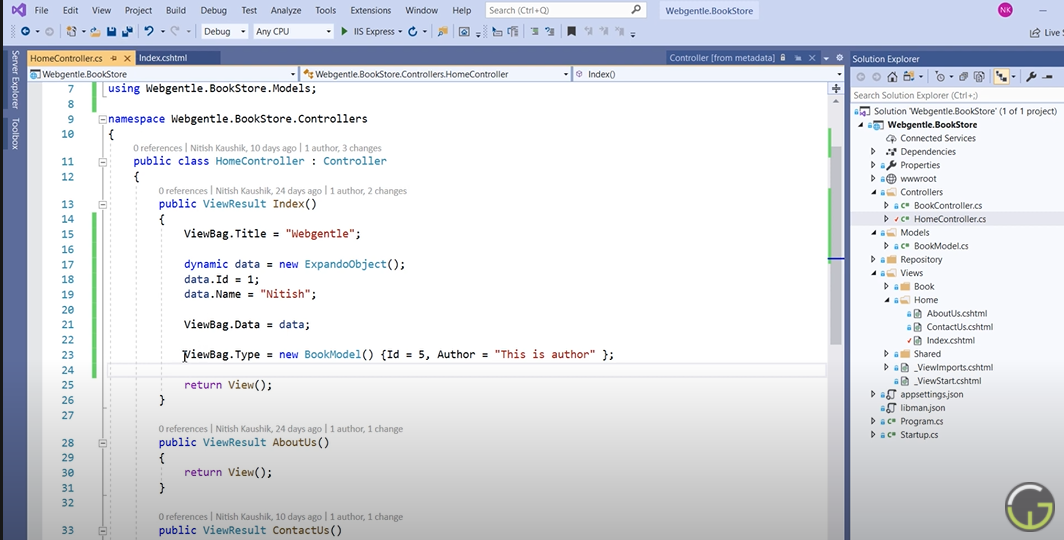 File Edit View Project Build Debug Test Analyze Tools Extensions Window Help Search (Ctrl+Q) Webgentle.BookStore NK
Debug Any CPU IIS Express Live
HomeController.cs Index.cshtml Controller [from metadata]
Webgentle.BookStore Webgentle.BookStore.Controllers.HomeController Index()
Server Explorer
Toolbox
7 using Webgentle.BookStore.Models;
8
9 namespace Webgentle.BookStore.Controllers
10 {
0 references | Nitish Kaushik, 10 days ago | 1 author, 3 changes
11 public class HomeController : Controller
12 {
0 references | Nitish Kaushik, 24 days ago | 1 author, 2 changes
13 public ViewResult Index()
14 {
15 ViewBag.Title = "Webgentle";
16
17 dynamic data = new ExpandoObject();
18 data.Id = 1;
19 data.Name = "Nitish";
20
21 ViewBag.Data = data;
22
23 ViewBag.Type = new BookModel() {Id = 5, Author = "This is author" };
24
25 return View();
26 }
27
0 references | Nitish Kaushik, 24 days ago | 1 author, 1 change
28 public ViewResult AboutUs()
29 {
30 return View();
31 }
32
0 references | Nitish Kaushik, 10 days ago | 1 author, 1 change
33 public ViewResult ContactUs()
Solution Explorer
Search Solution Explorer (Ctrl+;)
Solution 'Webgentle.BookStore' (1 of 1 project)
Webgentle.BookStore
Connected Services
Dependencies
Properties
wwwroot
Controllers
BookController.cs
HomeController.cs
Models
BookModel.cs
Repository
Views
Book
Home
AboutUs.cshtml
ContactUs.cshtml
Index.cshtml
Shared
_ViewImports.cshtml
_ViewStart.cshtml
appsettings.json
libman.json
Program.cs
Startup.cs